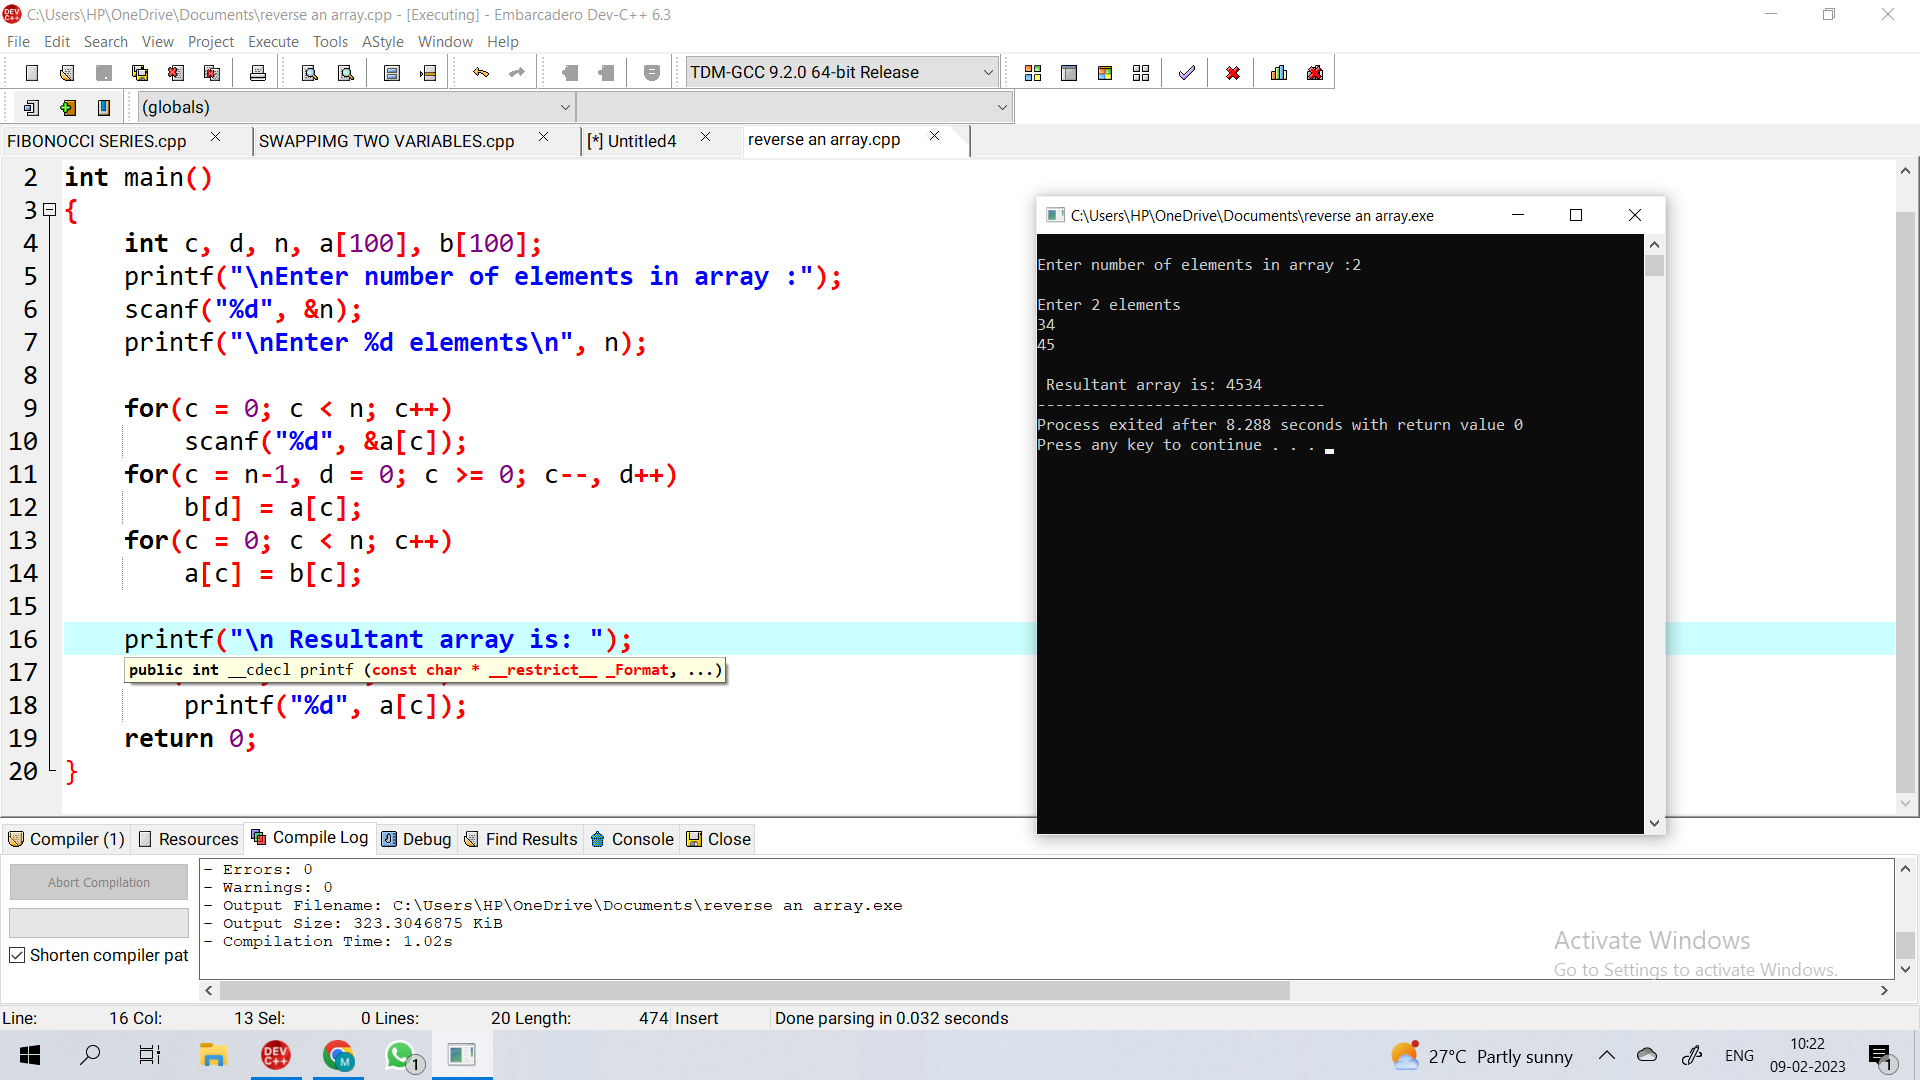 C:\Users\HP\OneDrive\Documents\reverse an array.cpp - [Executing] - Embarcadero Dev-C++ 6.3
File Edit Search View Project Execute Tools AStyle Window Help
TDM-GCC 9.2.0 64-bit Release
(globals)
FIBONOCCI SERIES.cpp SWAPPIMG TWO VARIABLES.cpp [*] Untitled4 reverse an array.cpp
2 int main()
3 {
4 int c, d, n, a[100], b[100];
5 printf("\nEnter number of elements in array :");
6 scanf("%d", &n);
7 printf("\nEnter %d elements\n", n);
8
9 for(c = 0; c < n; c++)
10 scanf("%d", &a[c]);
11 for(c = n-1, d = 0; c >= 0; c--, d++)
12 b[d] = a[c];
13 for(c = 0; c < n; c++)
14 a[c] = b[c];
15
16 printf("\n Resultant array is: ");
17
public int __cdecl printf (const char * __restrict__ _Format, ...)
18 printf("%d", a[c]);
19 return 0;
20 }
C:\Users\HP\OneDrive\Documents\reverse an array.exe
Enter number of elements in array :2
Enter 2 elements
34
45
Resultant array is: 4534
--------------------------------
Process exited after 8.288 seconds with return value 0
Press any key to continue . . .
Compiler (1) Resources Compile Log Debug Find Results Console Close
Abort Compilation
Shorten compiler pat
- Errors: 0
- Warnings: 0
- Output Filename: C:\Users\HP\OneDrive\Documents\reverse an array.exe
- Output Size: 323.3046875 KiB
- Compilation Time: 1.02s
Activate Windows
Go to Settings to activate Windows.
Line: 16 Col: 13 Sel: 0 Lines: 20 Length: 474 Insert Done parsing in 0.032 seconds
DEV C++
M
1
27°C Partly sunny
ENG
10:22
09-02-2023
1